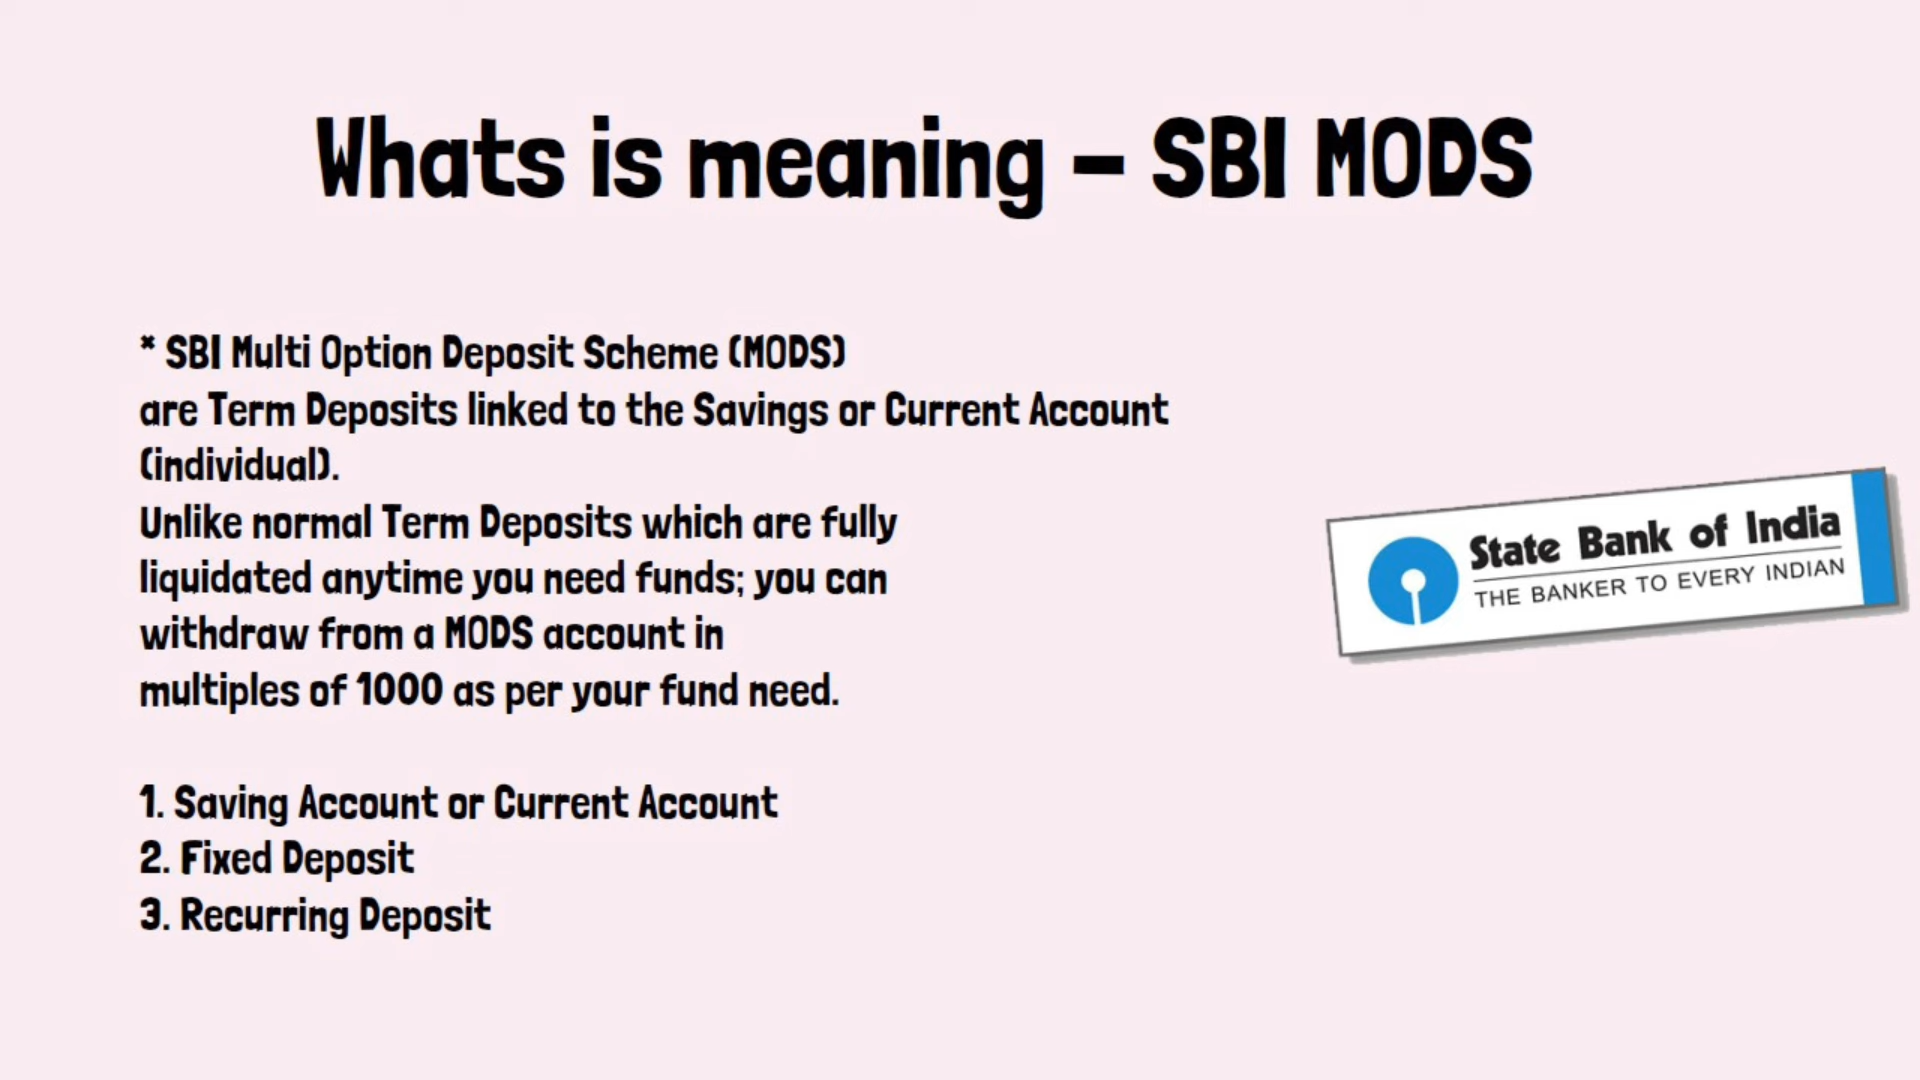 Whats is meaning - SBI MODS
* SBI Multi Option Deposit Scheme (MODS)
are Term Deposits linked to the Savings or Current Account
(individual).
Unlike normal Term Deposits which are fully
liquidated anytime you need funds; you can
withdraw from a MODS account in
multiples of 1000 as per your fund need.
State Bank of India
THE BANKER TO EVERY INDIAN
1. Saving Account or Current Account
2. Fixed Deposit
3. Recurring Deposit